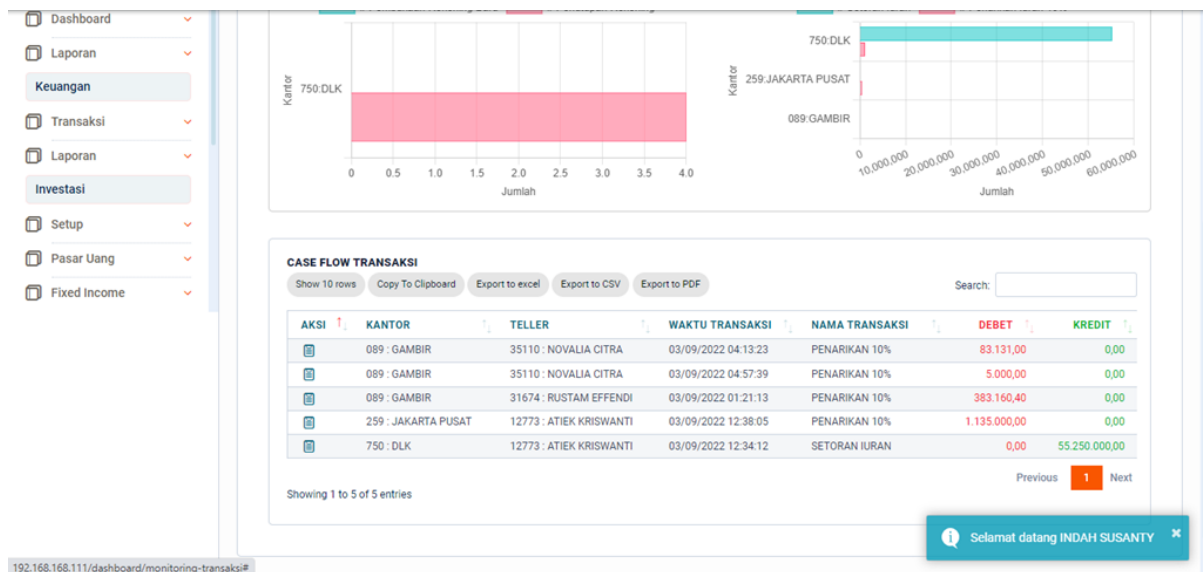 Dashboard
Laporan
Keuangan
Transaksi
Laporan
Investasi
Setup
Pasar Uang
Fixed Income
Kantor
750:DLK
0 0.5 1.0 1.5 2.0 2.5 3.0 3.5 4.0
Jumlah
Kantor
750:DLK
259:JAKARTA PUSAT
089:GAMBIR
0 10,000,000 20,000,000 30,000,000 40,000,000 50,000,000 60,000,000
Jumlah
CASE FLOW TRANSAKSI
Show 10 rows Copy To Clipboard Export to excel Export to CSV Export to PDF Search:
AKSI KANTOR TELLER WAKTU TRANSAKSI NAMA TRANSAKSI DEBET KREDIT
089 : GAMBIR 35110 : NOVALIA CITRA 03/09/2022 04:13:23 PENARIKAN 10% 83.131,00 0,00
089 : GAMBIR 35110 : NOVALIA CITRA 03/09/2022 04:57:39 PENARIKAN 10% 5.000,00 0,00
089 : GAMBIR 31674 : RUSTAM EFFENDI 03/09/2022 01:21:13 PENARIKAN 10% 383.160,40 0,00
259 : JAKARTA PUSAT 12773 : ATIEK KRISWANTI 03/09/2022 12:38:05 PENARIKAN 10% 1.135.000,00 0,00
750 : DLK 12773 : ATIEK KRISWANTI 03/09/2022 12:34:12 SETORAN IURAN 0,00 55.250.000,00
Previous 1 Next
Showing 1 to 5 of 5 entries
Selamat datang INDAH SUSANTY
192.168.168.111/dashboard/monitoring-transaksi#